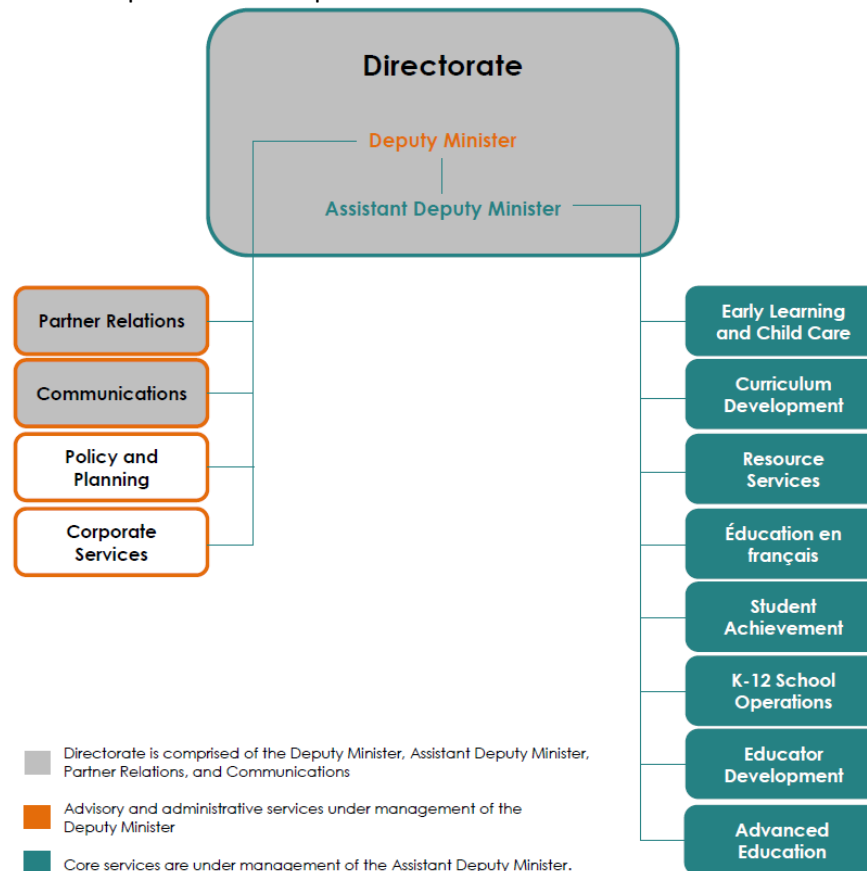 Directorate
Deputy Minister
Assistant Deputy Minister
Partner Relations
Communications
Policy and
Planning
Corporate
Services
Early Learning
and Child Care
Curriculum
Development
Resource
Services
Éducation en
français
Student
Achievement
K-12 School
Operations
Educator
Development
Advanced
Education
Directorate is comprised of the Deputy Minister, Assistant Deputy Minister,
Partner Relations, and Communications
Advisory and administrative services under management of the
Deputy Minister
Core services are under management of the Assistant Deputy Minister.